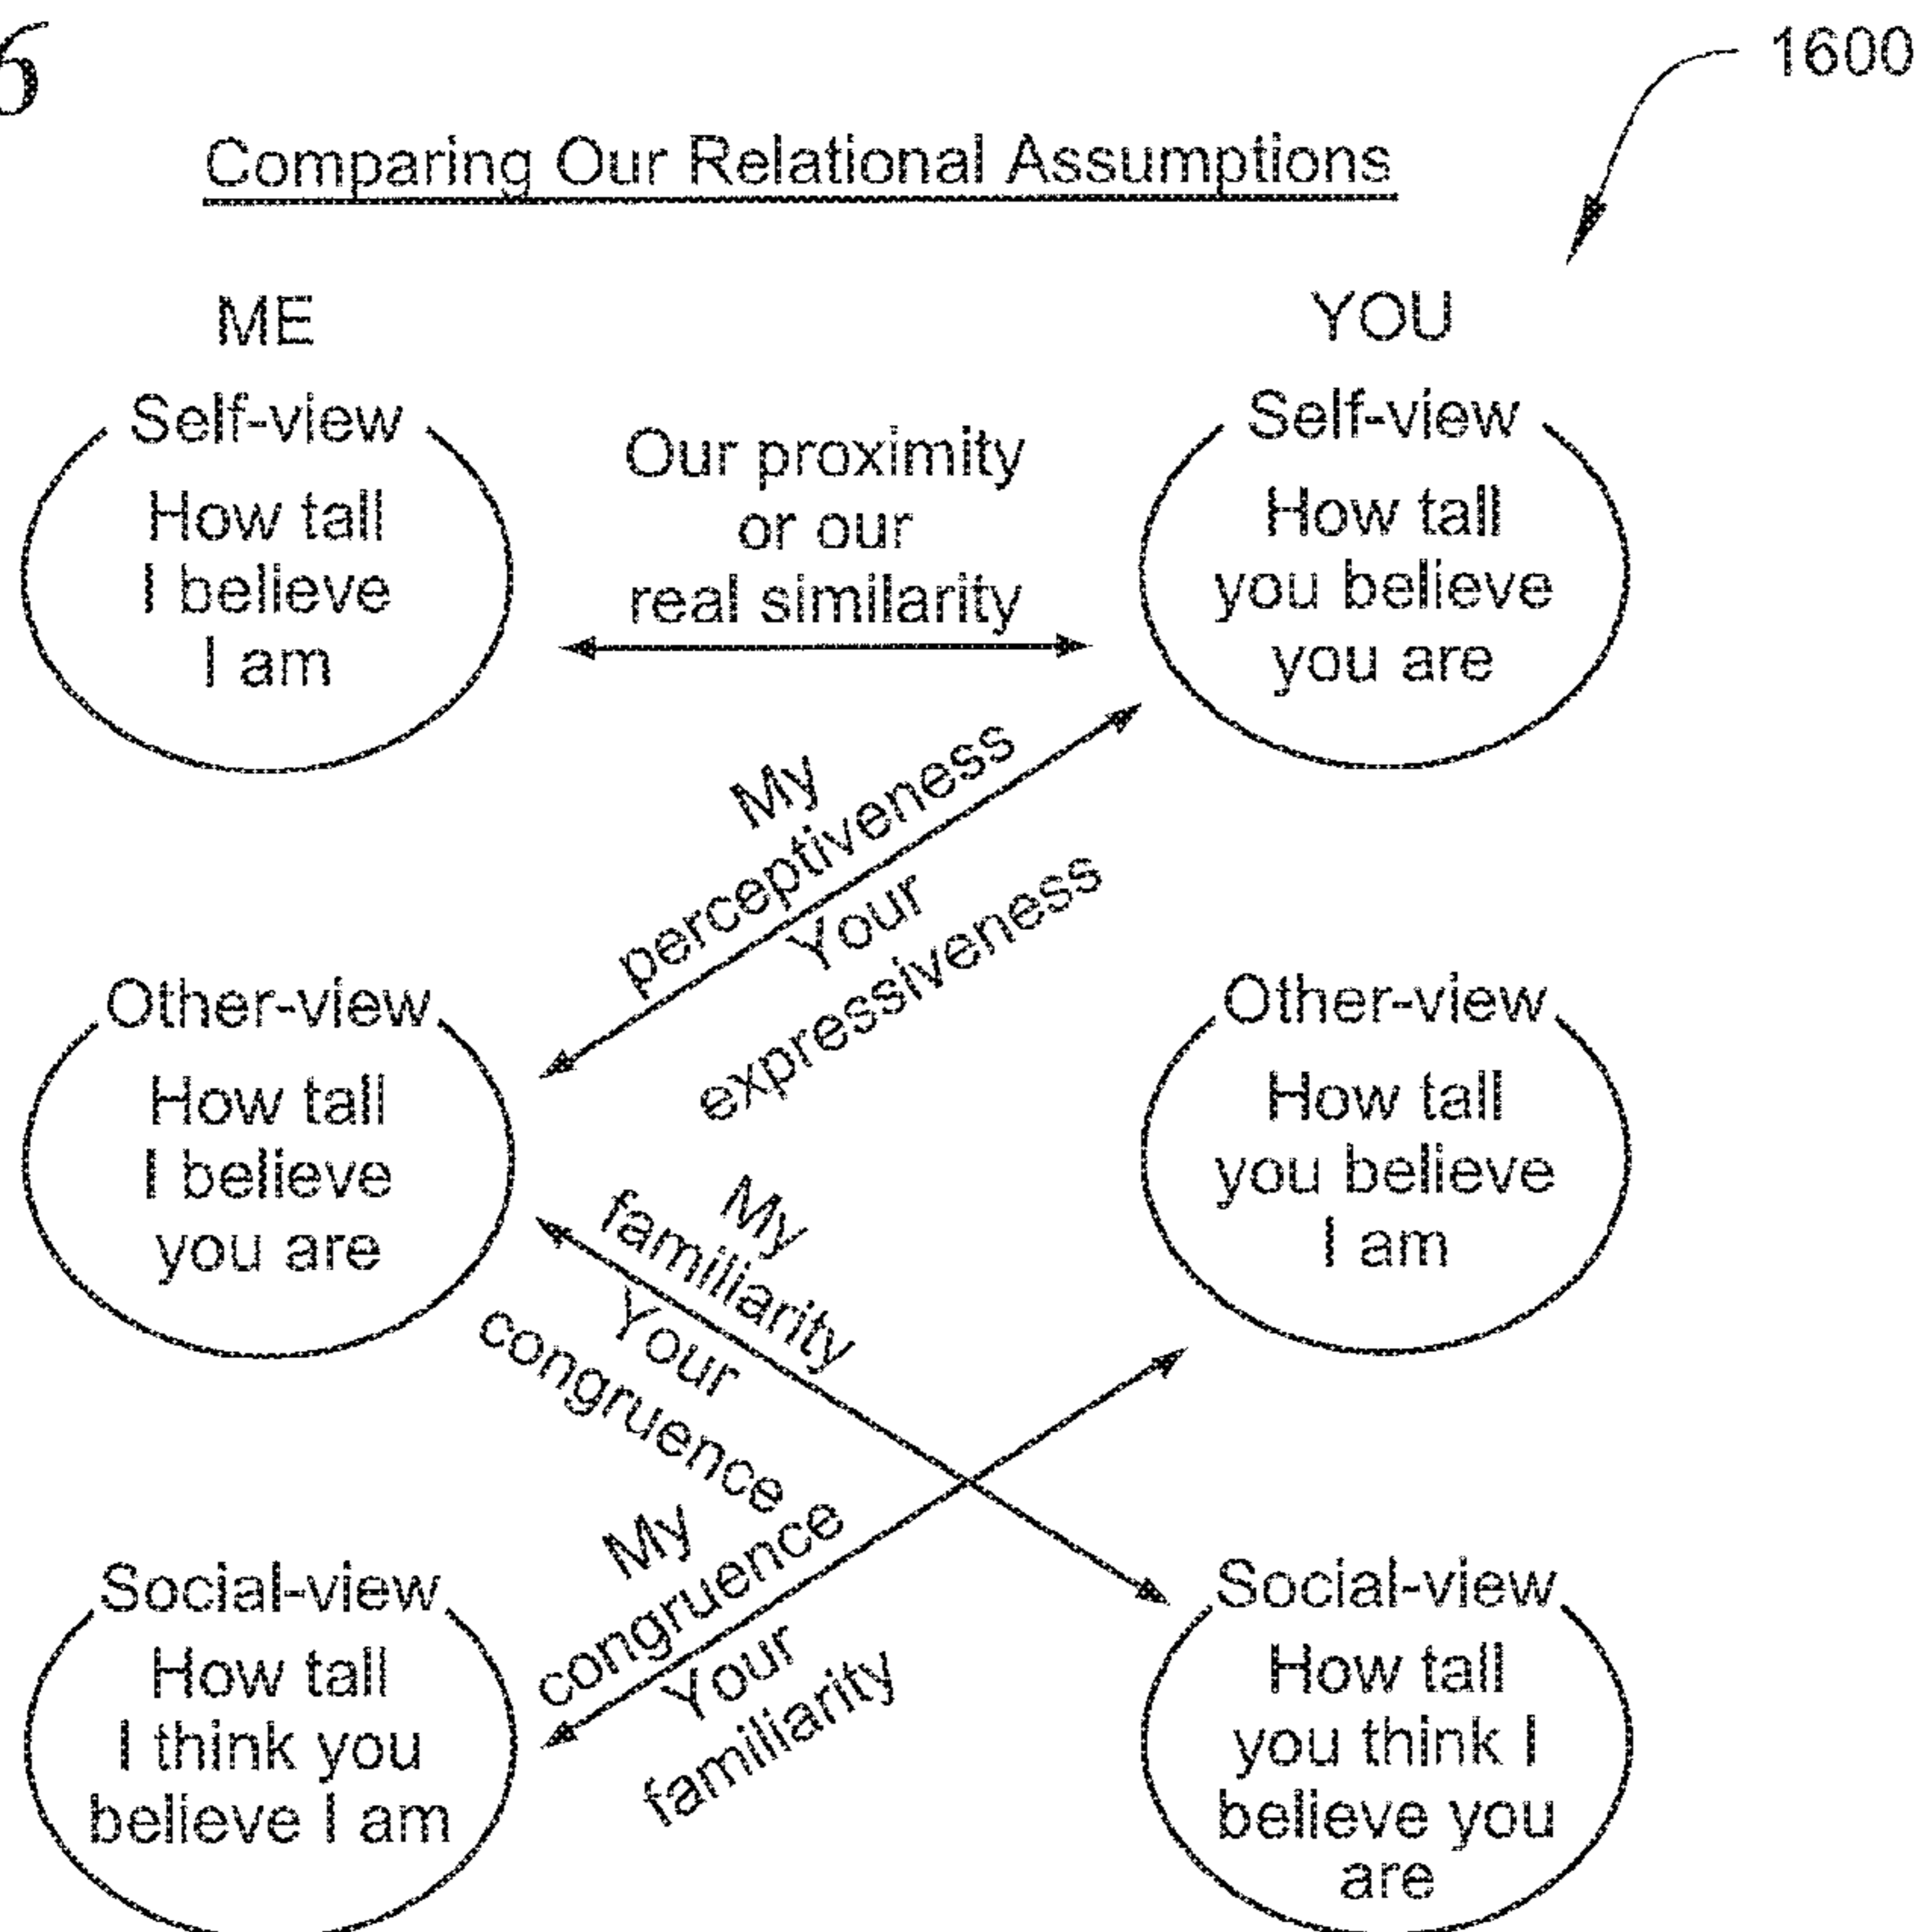 6
1600
Comparing Our Relational Assumptions
ME
Self-view
How tall
I believe
I am
Our proximity
or our
real similarity
YOU
Self-view
How tall
you believe
you are
My
perceptiveness
Your
expressiveness
Other-view
How tall
I believe
you are
Other-view
How tall
you believe
I am
My
familiarity
Your
congruence
My
congruence
Your
familiarity
Social-view
How tall
I think you
believe I am
Social-view
How tall
you think I
believe you
are